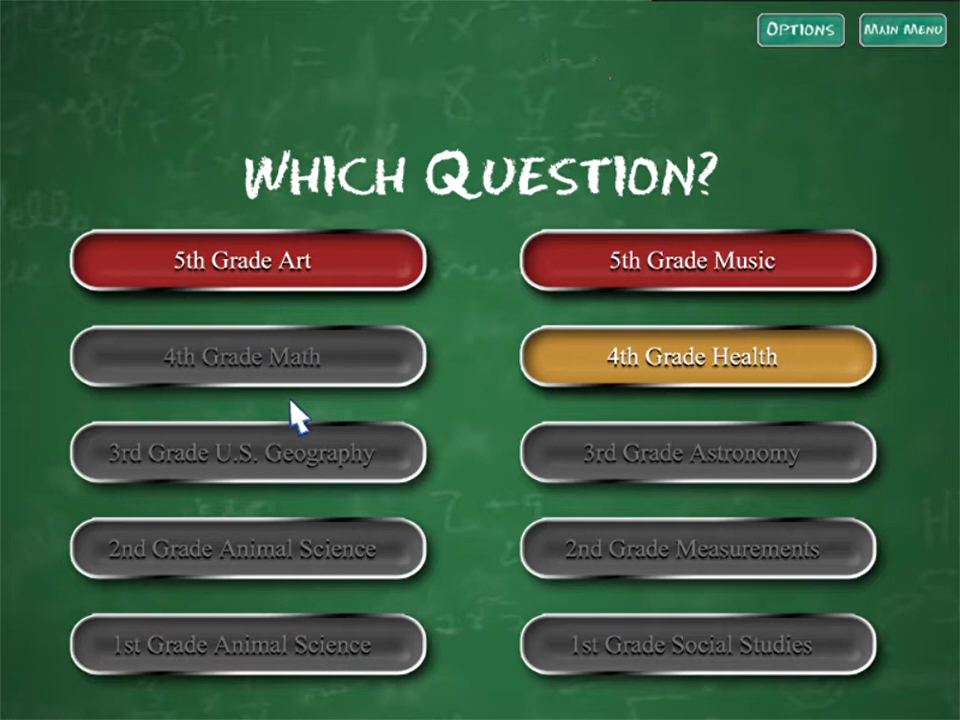 OPTIONS
MAIN MENU
WHICH QUESTION?
5th Grade Art
5th Grade Music
4th Grade Math
4th Grade Health
3rd Grade U.S. Geography
3rd Grade Astronomy
2nd Grade Animal Science
2nd Grade Measurements
1st Grade Animal Science
1st Grade Social Studies